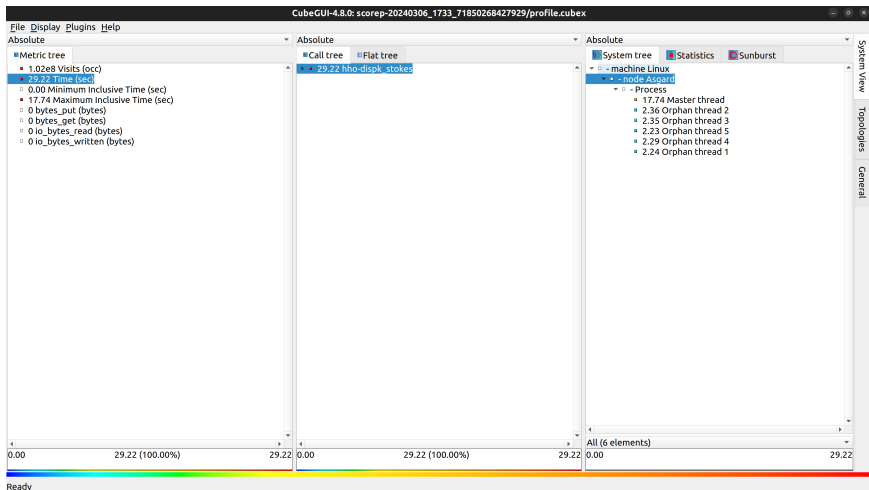 CubeGUI-4.8.0: scorep-20240306_1733_71850268427929/profile.cubex
File Display Plugins Help
Absolute
Metric tree
1.02e8 Visits (occ)
29.22 Time (sec)
0.00 Minimum Inclusive Time (sec)
17.74 Maximum Inclusive Time (sec)
0 bytes_put (bytes)
0 bytes_get (bytes)
0 io_bytes_read (bytes)
0 io_bytes_written (bytes)
0.00 29.22 (100.00%) 29.22
Absolute
Call tree Flat tree
29.22 hho-dispk_stokes
0.00 29.22 (100.00%) 29.22
Absolute
System tree Statistics Sunburst
- machine Linux
- node Asgard
- Process
17.74 Master thread
2.36 Orphan thread 2
2.35 Orphan thread 3
2.23 Orphan thread 5
2.29 Orphan thread 4
2.24 Orphan thread 1
All (6 elements)
0.00 29.22
System View
Topologies
General
Ready